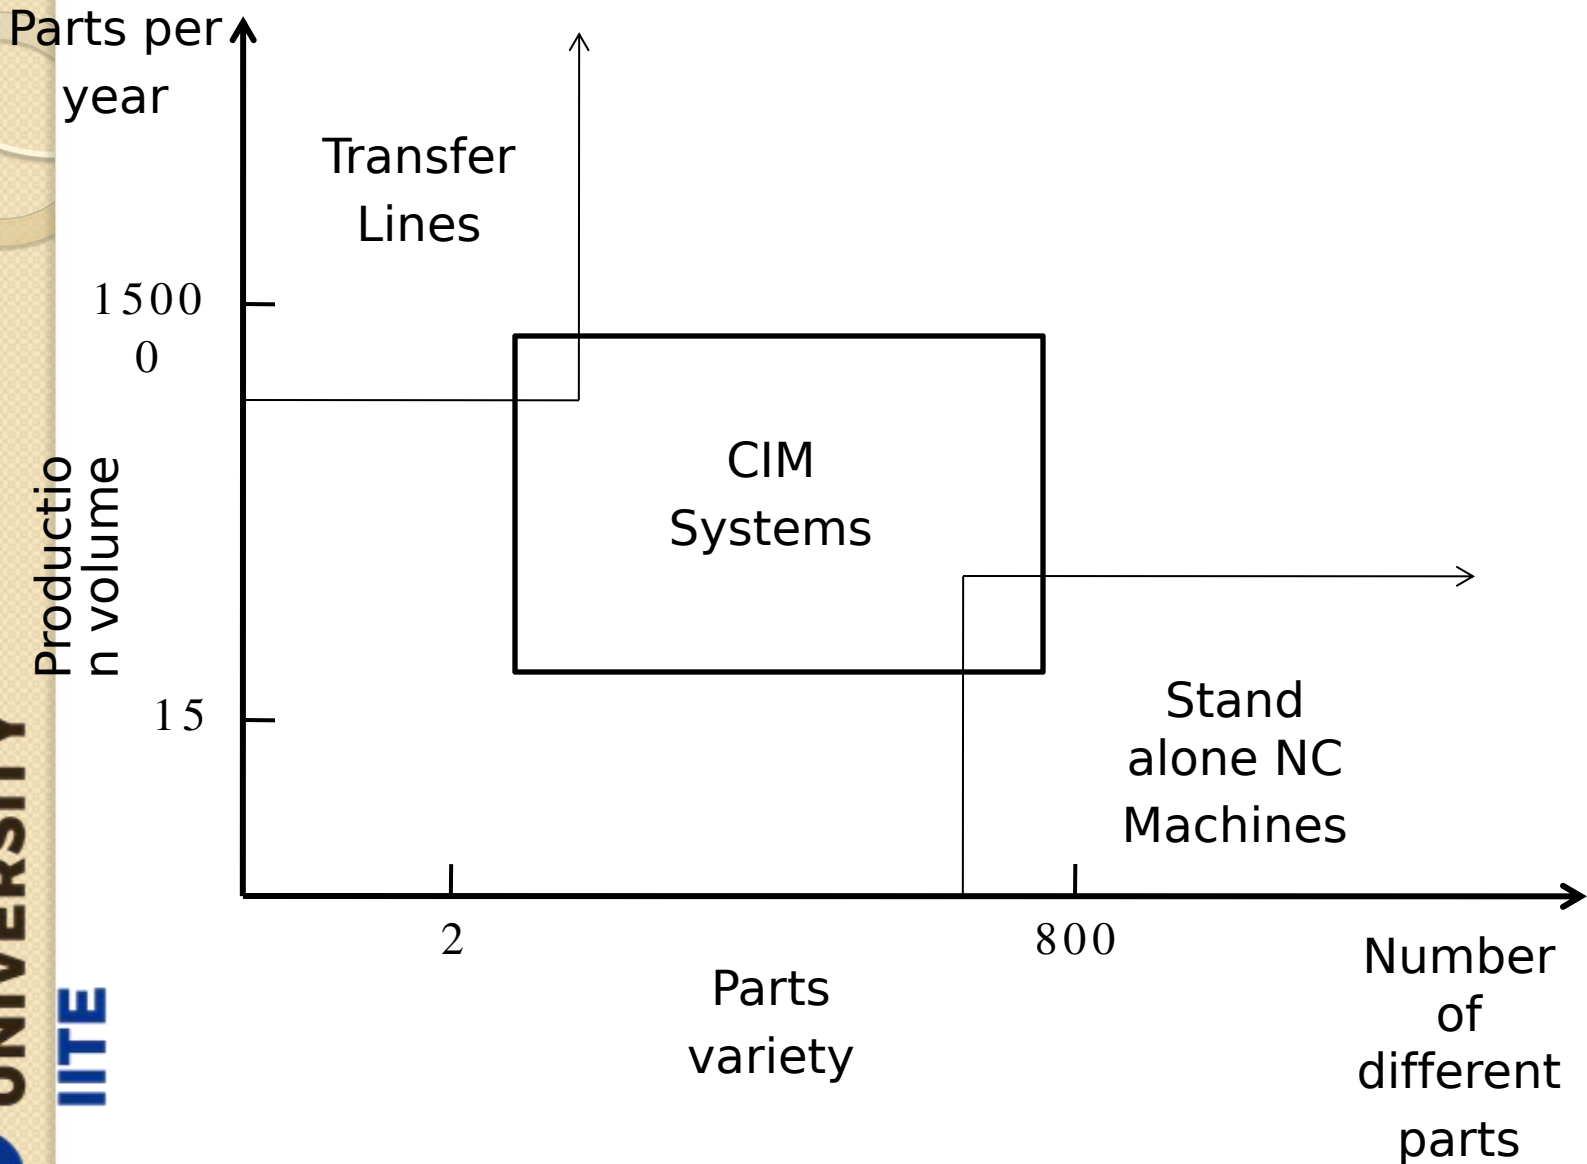 Parts per
year
Transfer
Lines
1500
0
CIM
Systems
Productio
n volume
15
Stand
alone NC
Machines
2
800
Parts
variety
Number
of
different
parts
UNIVERSITY
IITE